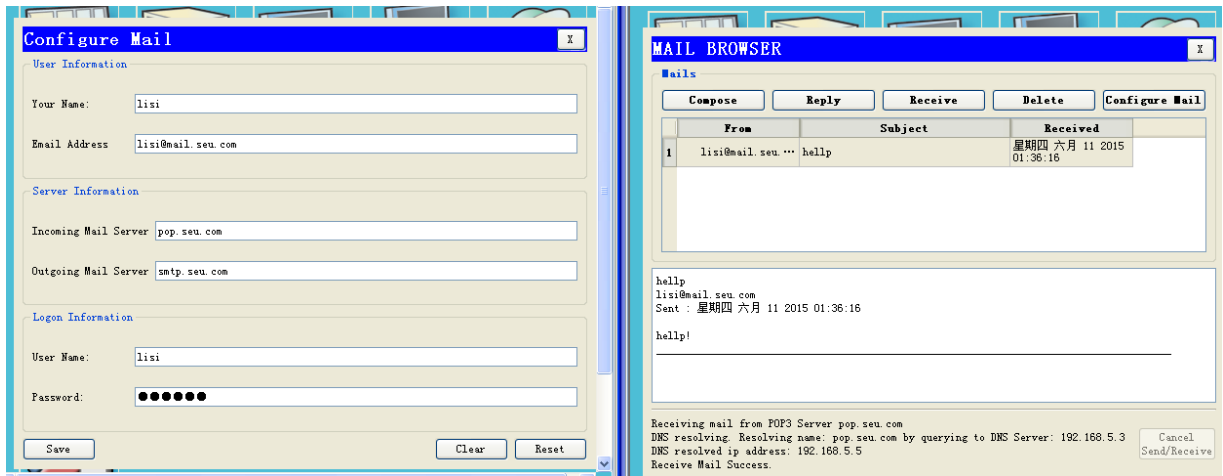 Configure Mail
X
User Information
Your Name:
lisi
Email Address
lisi@mail.seu.com
Server Information
Incoming Mail Server
pop.seu.com
Outgoing Mail Server
smtp.seu.com
Logon Information
User Name:
lisi
Password:
●●●●●●
Save
Clear
Reset
MAIL BROWSER
X
Mails
Compose
Reply
Receive
Delete
Configure Mail
From
Subject
Received
1
lisi@mail.seu.…
hellp
星期四 六月 11 2015
01:36:16
hellp
lisi@mail.seu.com
Sent : 星期四 六月 11 2015 01:36:16
hellp!
Receiving mail from POP3 Server pop.seu.com
DNS resolving. Resolving name: pop.seu.com by querying to DNS Server: 192.168.5.3
DNS resolved ip address: 192.168.5.5
Receive Mail Success.
Cancel
Send/Receive